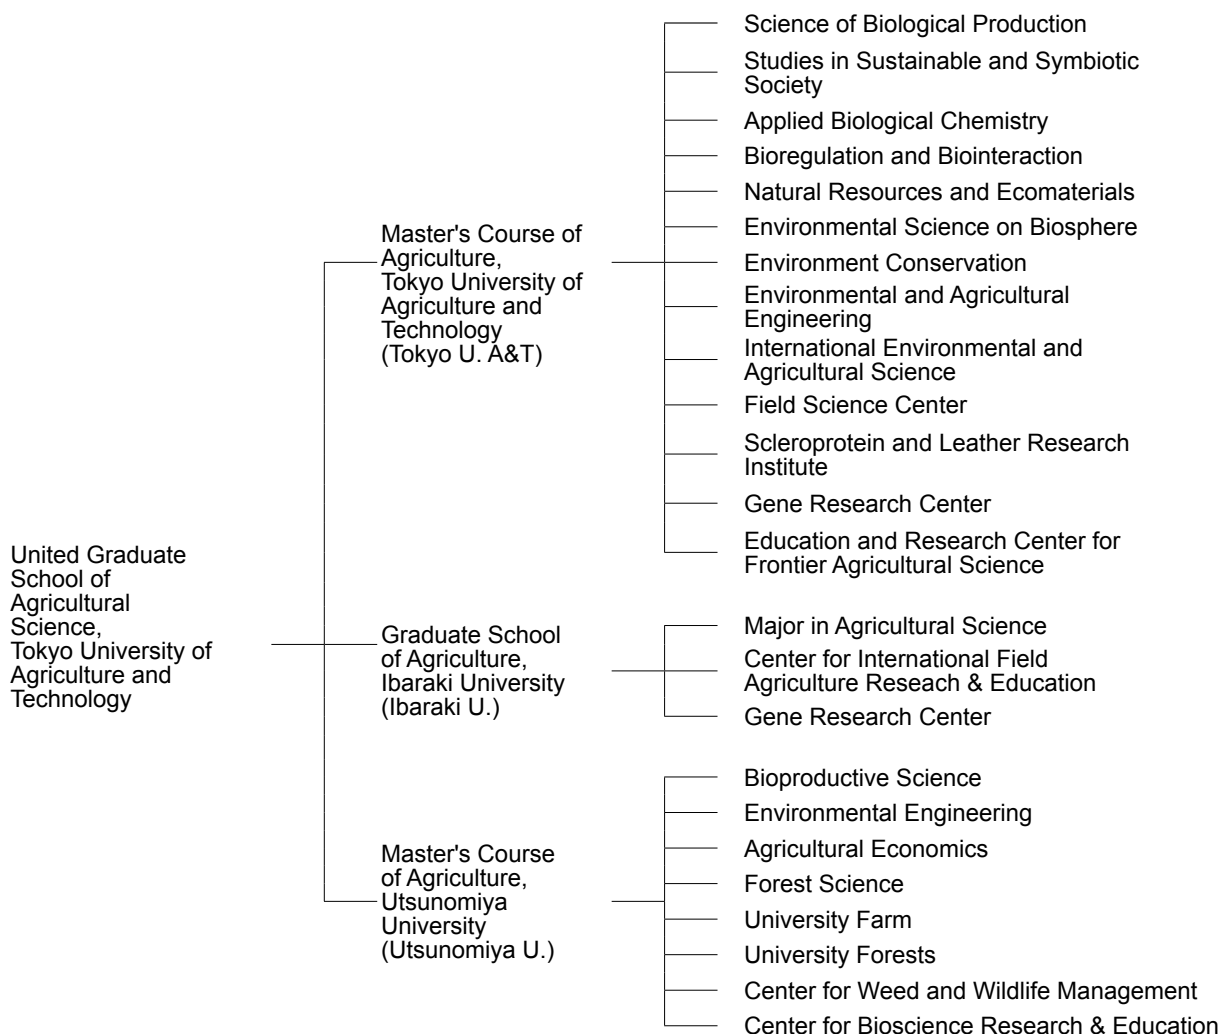 United Graduate
School of
Agricultural
Science,
Tokyo University of
Agriculture and
Technology
Master's Course of
Agriculture,
Tokyo University of
Agriculture and
Technology
(Tokyo U. A&T)
Science of Biological Production
Studies in Sustainable and Symbiotic
Society
Applied Biological Chemistry
Bioregulation and Biointeraction
Natural Resources and Ecomaterials
Environmental Science on Biosphere
Environment Conservation
Environmental and Agricultural
Engineering
International Environmental and
Agricultural Science
Field Science Center
Scleroprotein and Leather Research
Institute
Gene Research Center
Education and Research Center for
Frontier Agricultural Science
Graduate School
of Agriculture,
Ibaraki University
(Ibaraki U.)
Major in Agricultural Science
Center for International Field
Agriculture Reseach & Education
Gene Research Center
Master's Course
of Agriculture,
Utsunomiya
University
(Utsunomiya U.)
Bioproductive Science
Environmental Engineering
Agricultural Economics
Forest Science
University Farm
University Forests
Center for Weed and Wildlife Management
Center for Bioscience Research & Education